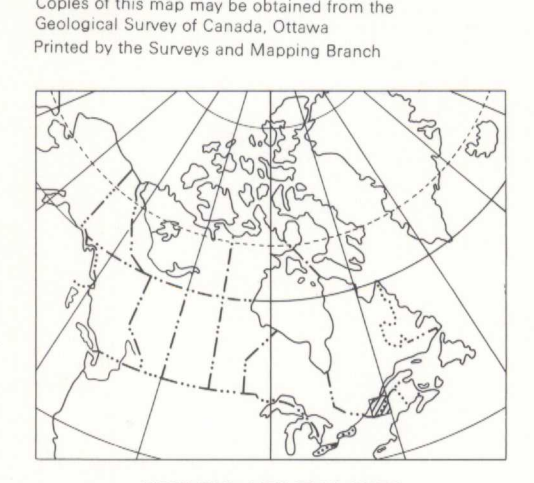 Copies of this map may be obtained from the
Geological Survey of Canada, Ottawa
Printed by the Surveys and Mapping Branch